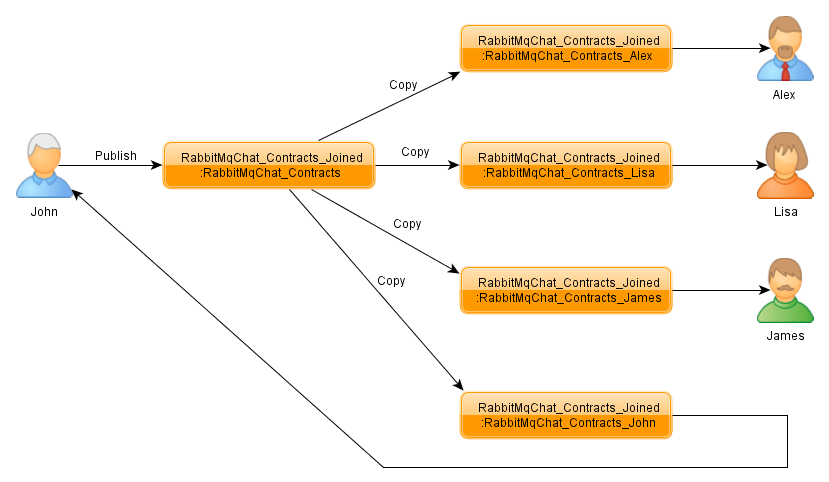 RabbitMqChat_Contracts_Joined
:RabbitMqChat_Contracts_Alex
Alex
Copy
John
Publish
RabbitMqChat_Contracts_Joined
:RabbitMqChat_Contracts
Copy
RabbitMqChat_Contracts_Joined
:RabbitMqChat_Contracts_Lisa
Lisa
Copy
RabbitMqChat_Contracts_Joined
:RabbitMqChat_Contracts_James
James
Copy
RabbitMqChat_Contracts_Joined
:RabbitMqChat_Contracts_John